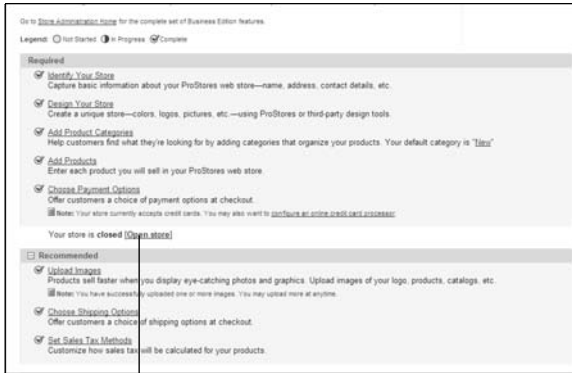 Go to Store Administration Home for the complete set of Business Edition features.
Legend: Not Started In Progress Complete
Required
Identify Your Store
Capture basic information about your ProStores web store—name, address, contact details, etc.
Design Your Store
Create a unique store—colors, logos, pictures, etc.—using ProStores or third-party design tools.
Add Product Categories
Help customers find what they're looking for by adding categories that organize your products. Your default category is "New"
Add Products
Enter each product you will sell in your ProStores web store.
Choose Payment Options
Offer customers a choice of payment options at checkout.
Note: Your store currently accepts credit cards. You may also want to configure an online credit card processor.
Your store is closed [Open store]
Recommended
Upload Images
Products sell faster when you display eye-catching photos and graphics. Upload images of your logo, products, catalogs, etc.
Note: You have successfully uploaded one or more images. You may upload more at anytime.
Choose Shipping Options
Offer customers a choice of shipping options at checkout.
Set Sales Tax Methods
Customize how sales tax will be calculated for your products.